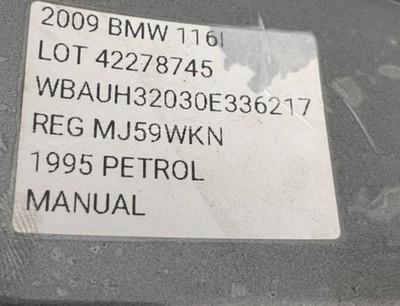 2009 BMW 116I
LOT 42278745
WBAUH32030E336217
REG MJ59WKN
1995 PETROL
MANUAL